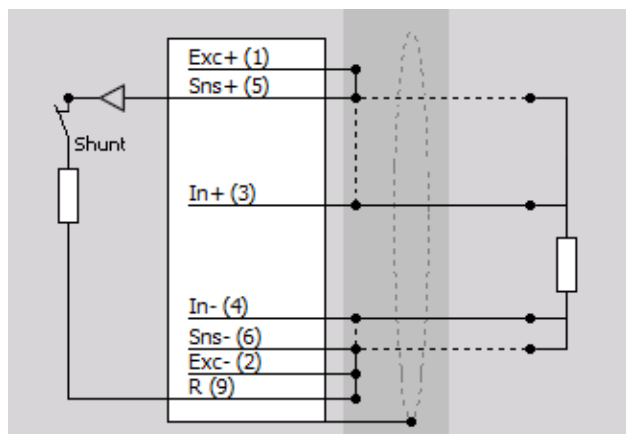 Exc+ (1)
Sns+ (5)
Shunt
In+ (3)
In- (4)
Sns- (6)
Exc- (2)
R (9)